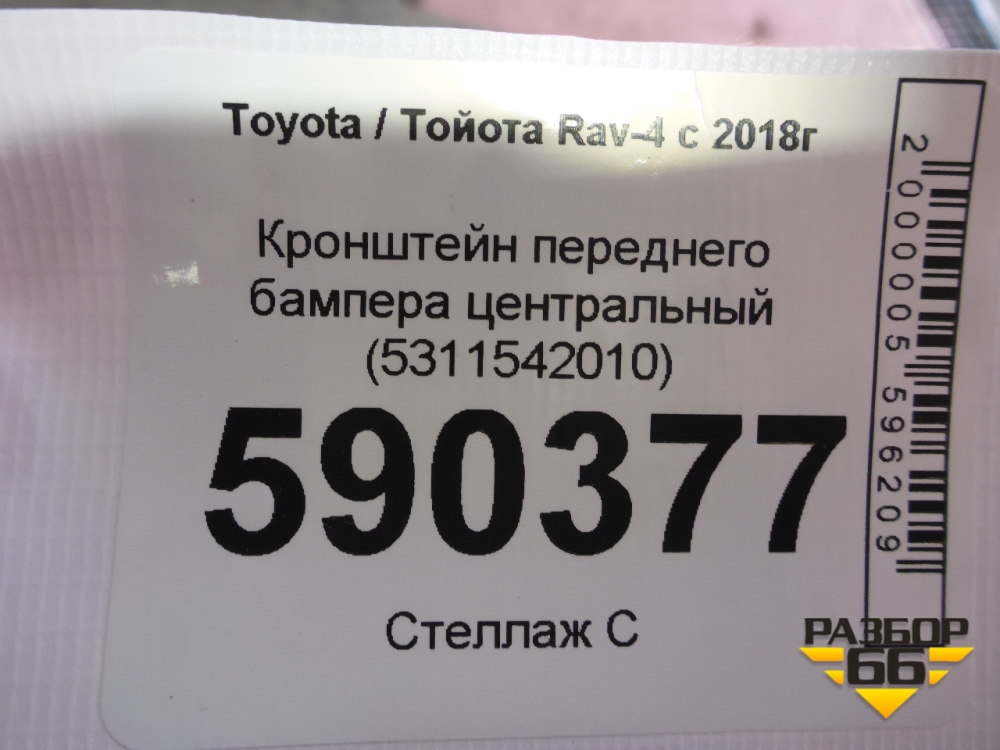 Toyota / Тойота Rav-4 с 2018г
Кронштейн переднего
бампера центральный
(5311542010)
590377
Стеллаж С
2000005596209
РАЗБОР
66